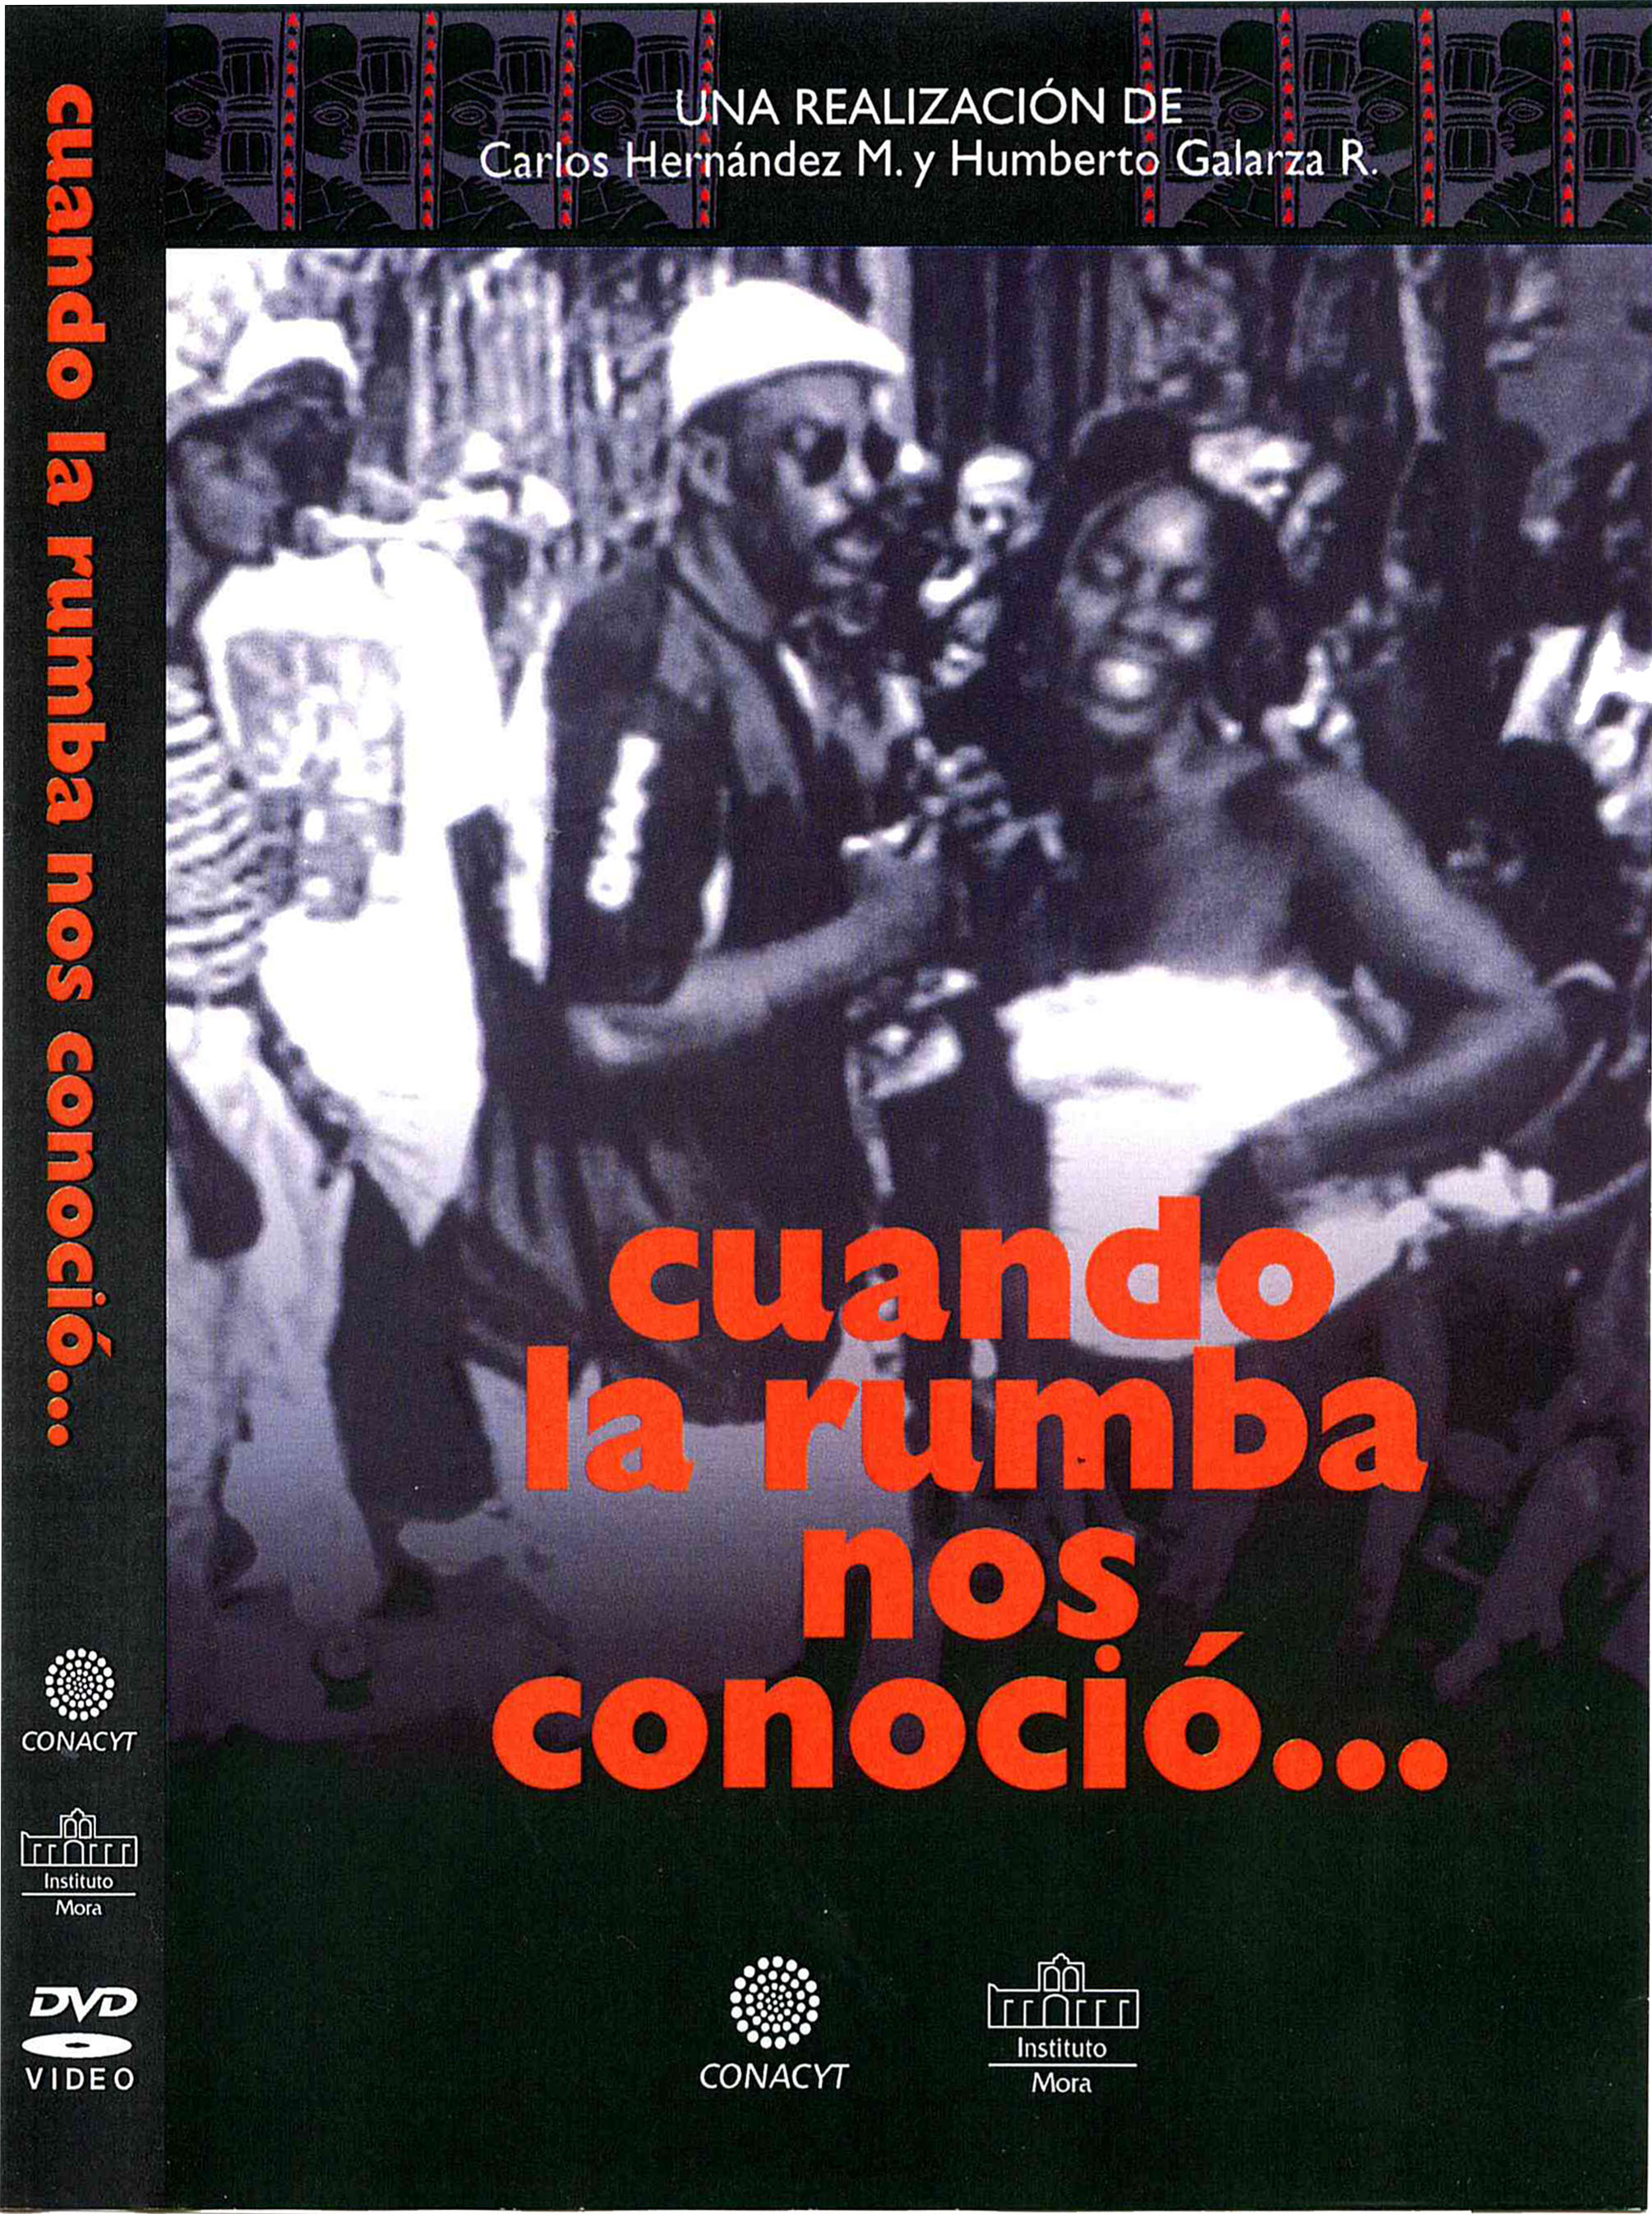 cuando la rumba nos conoció...
CONACYT
Instituto
Mora
DVD
VIDEO
UNA REALIZACIÓN DE
Carlos Hernández M. y Humberto Galarza R.
cuando
la rumba
nos
conoció...
CONACYT
Instituto
Mora